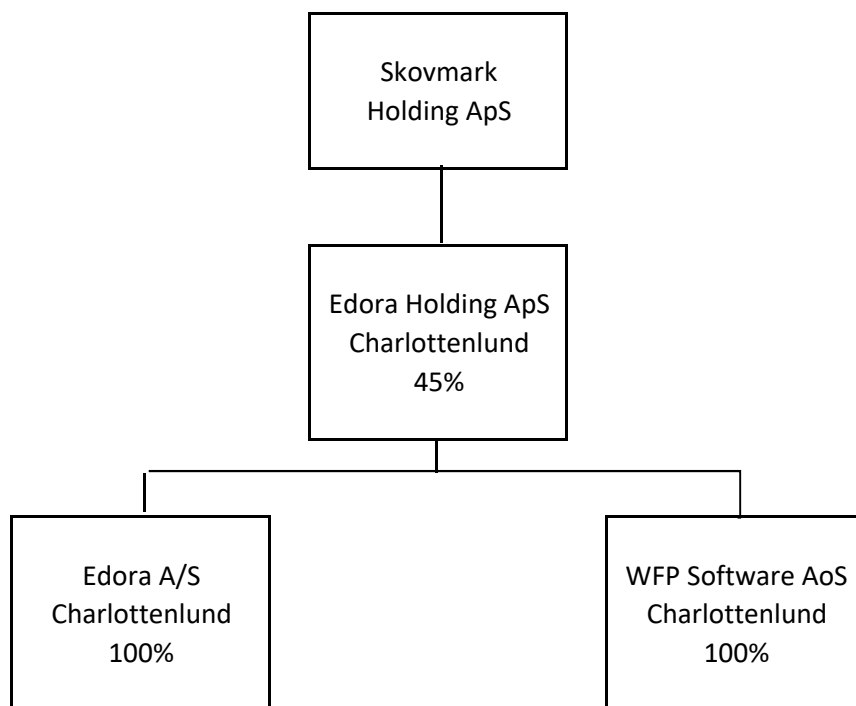 Skovmark
Holding ApS
Edora Holding ApS
Charlottenlund
45%
Edora A/S
Charlottenlund
100%
WFP Software AoS
Charlottenlund
100%